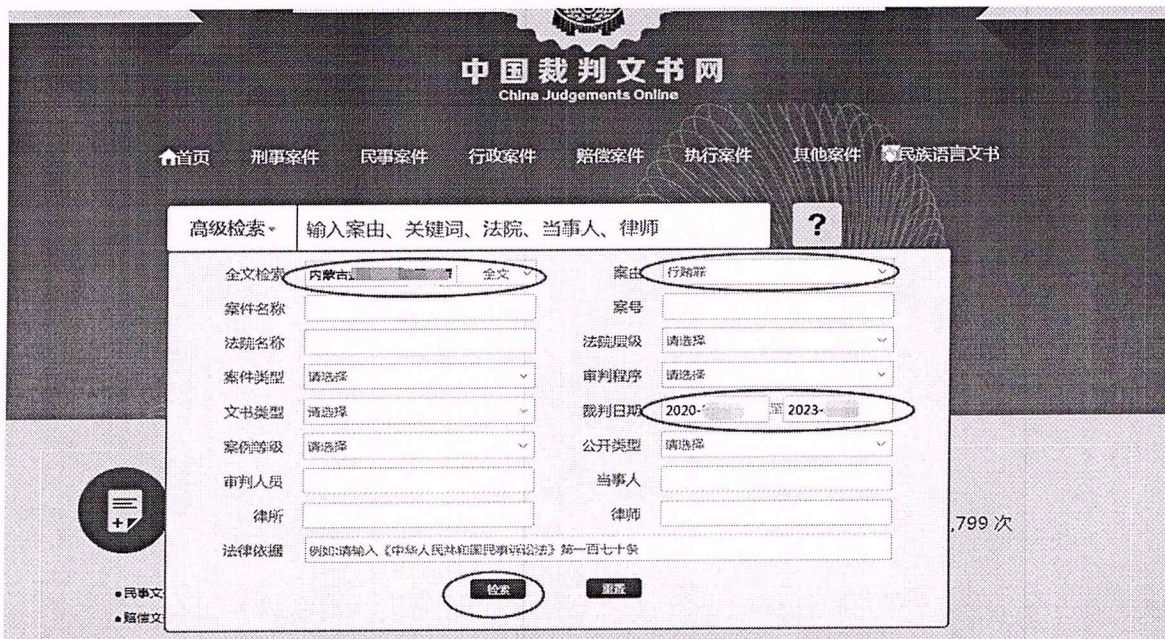 中国裁判文书网
China Judgements Online
首页 刑事案件 民事案件 行政案件 赔偿案件 执行案件 其他案件 民族语言文书
高级检索 输入案由、关键词、法院、当事人、律师 ?
全文检索 内蒙古 全文 案由 行贿罪
案件名称 案号
法院名称 法院层级 请选择
案件类型 请选择 审判程序 请选择
文书类型 请选择 裁判日期 2020- 至 2023-
案例等级 请选择 公开类型 请选择
审判人员 当事人
律所 律师
,799 次
法律依据 例如:请输入《中华人民共和国民事诉讼法》第一百七十条
检索 重置
•民事文
•赔偿文